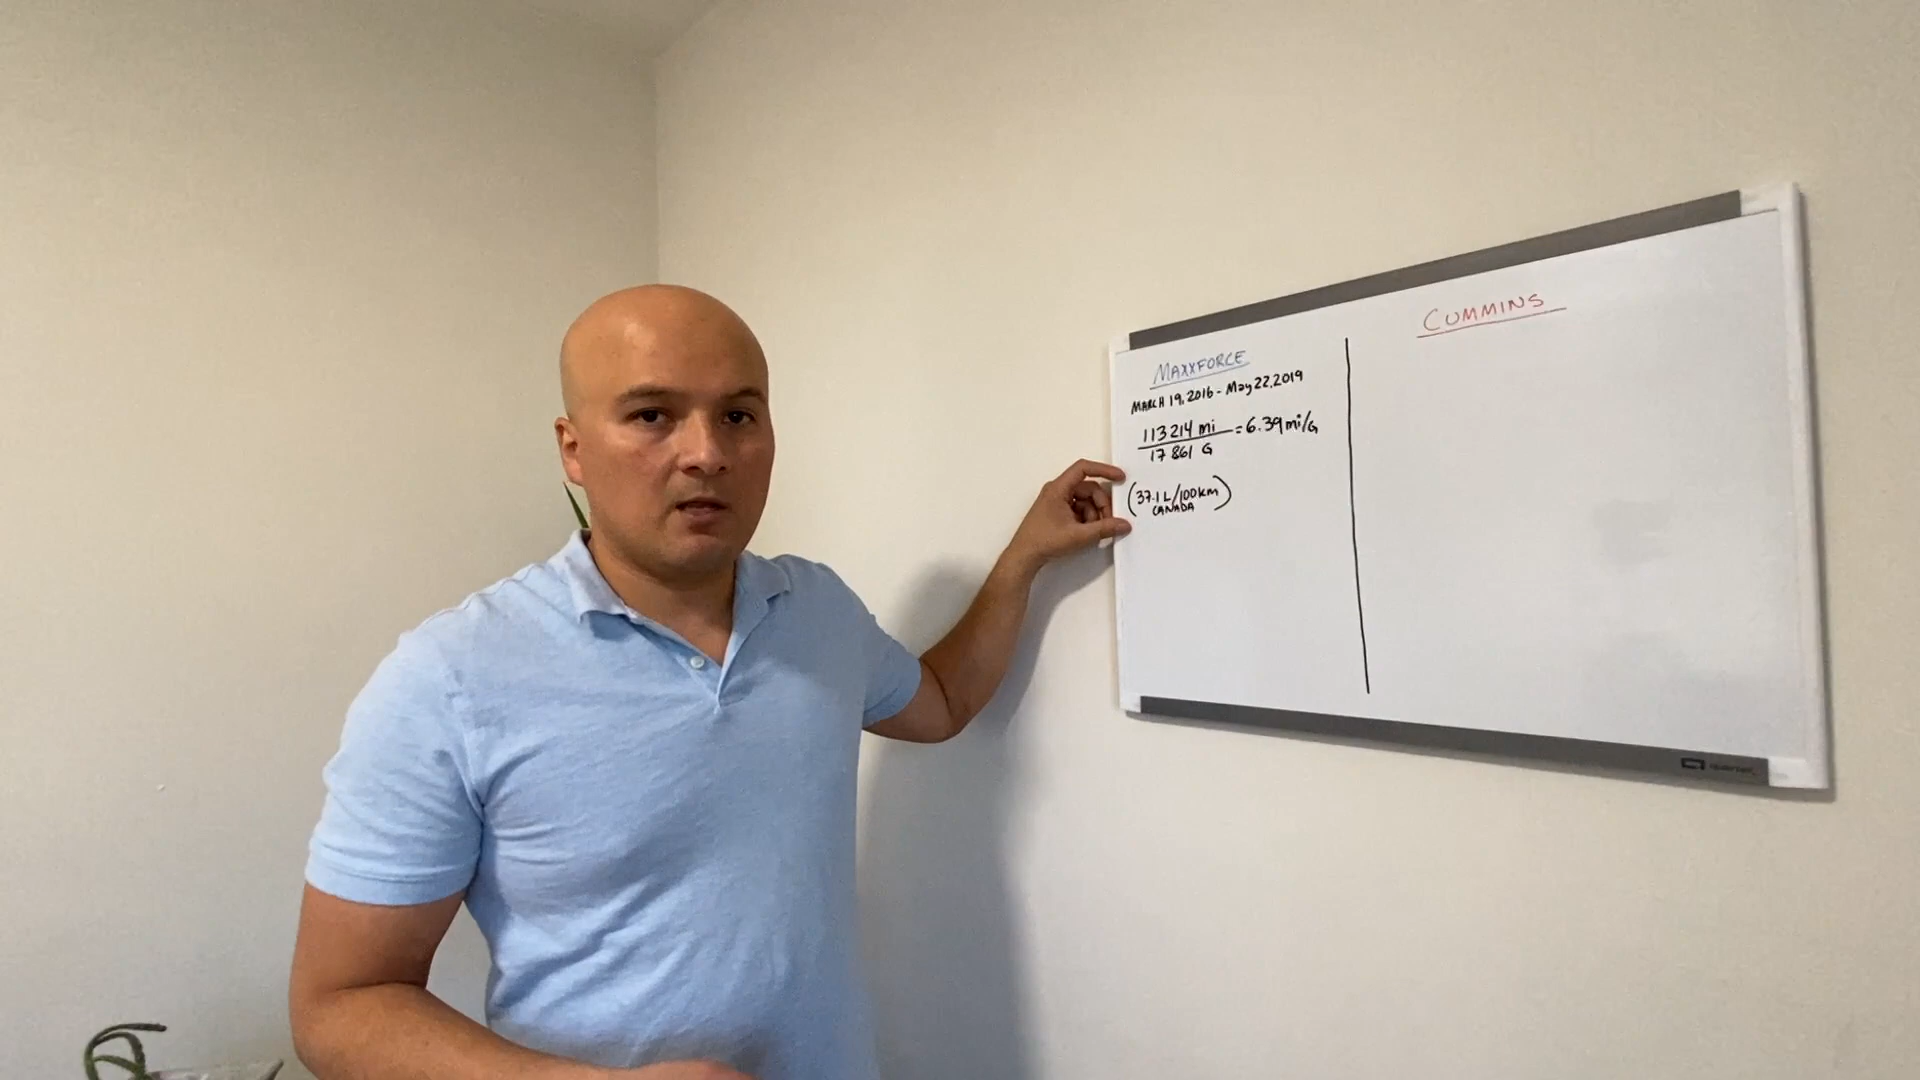 MAXXFORCE
MARCH 19, 2016 - May 22, 2019
113 214 mi
17 861 G
= 6.39 mi/G
(37.1 L/100km
CANADA)
CUMMINS